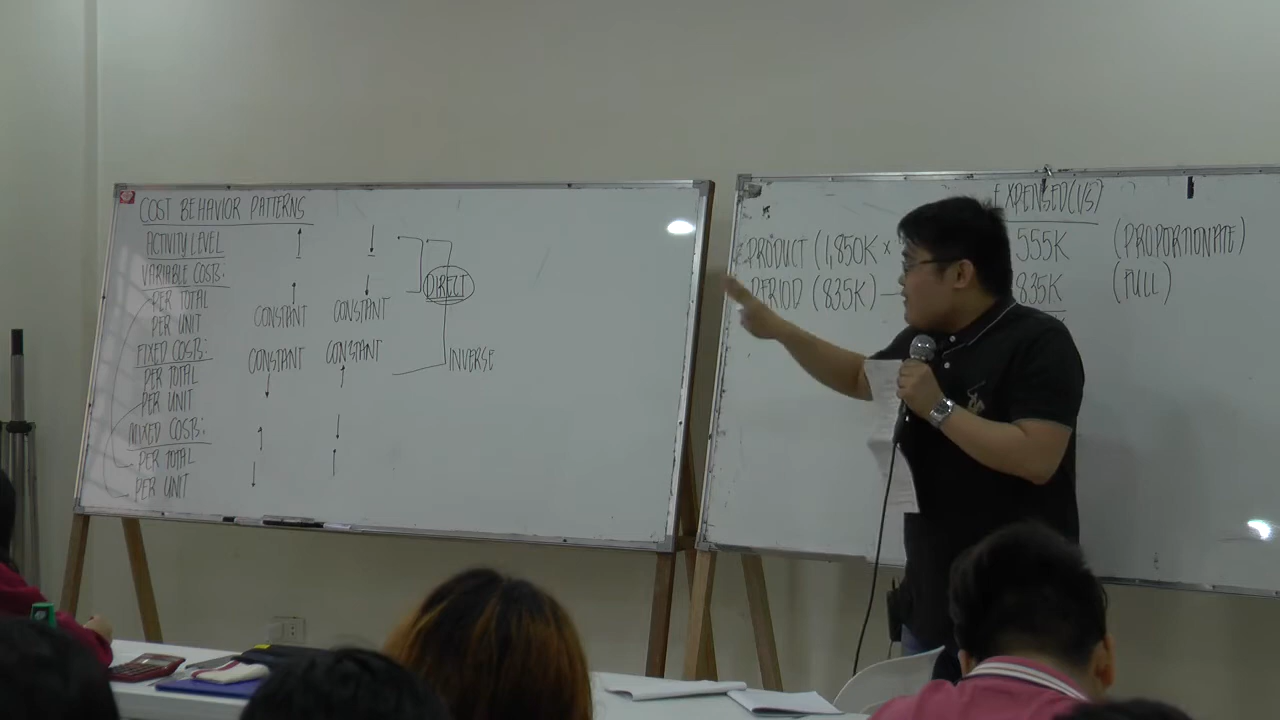 COST BEHAVIOR PATTERNS
ACTIVITY LEVEL ↑ ↓
VARIABLE COSTS:
PER TOTAL ↑ ↓ DIRECT
PER UNIT CONSTANT CONSTANT
FIXED COSTS:
PER TOTAL CONSTANT CONSTANT
PER UNIT ↓ ↑ INVERSE
MIXED COSTS:
PER TOTAL ↑ ↓
PER UNIT ↓ ↑
EXPENSED (I/S)
PRODUCT (1,850K × 555K (PROPORTIONATE)
PERIOD (835K) 835K (FULL)